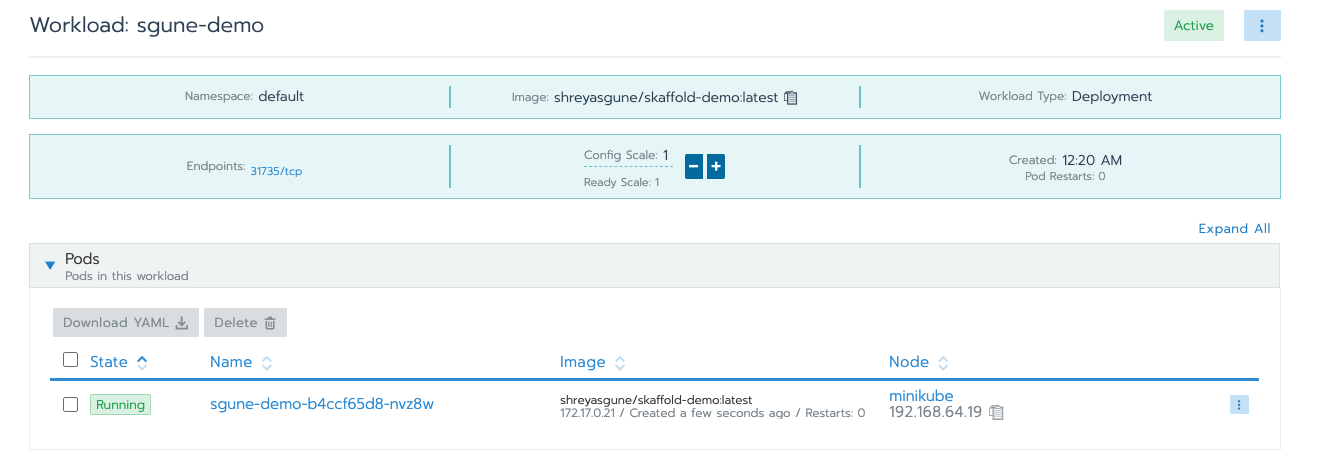 Workload: sgune-demo
Active
Namespace: default
Image: shreyasgune/skaffold-demo:latest
Workload Type: Deployment
Endpoints: 31735/tcp
Config Scale: 1
Ready Scale: 1
Created: 12:20 AM
Pod Restarts: 0
Expand All
Pods
Pods in this workload
Download YAML
Delete
State Name Image Node
Running sgune-demo-b4ccf65d8-nvz8w
shreyasgune/skaffold-demo:latest
172.17.0.21 / Created a few seconds ago / Restarts: 0
minikube
192.168.64.19